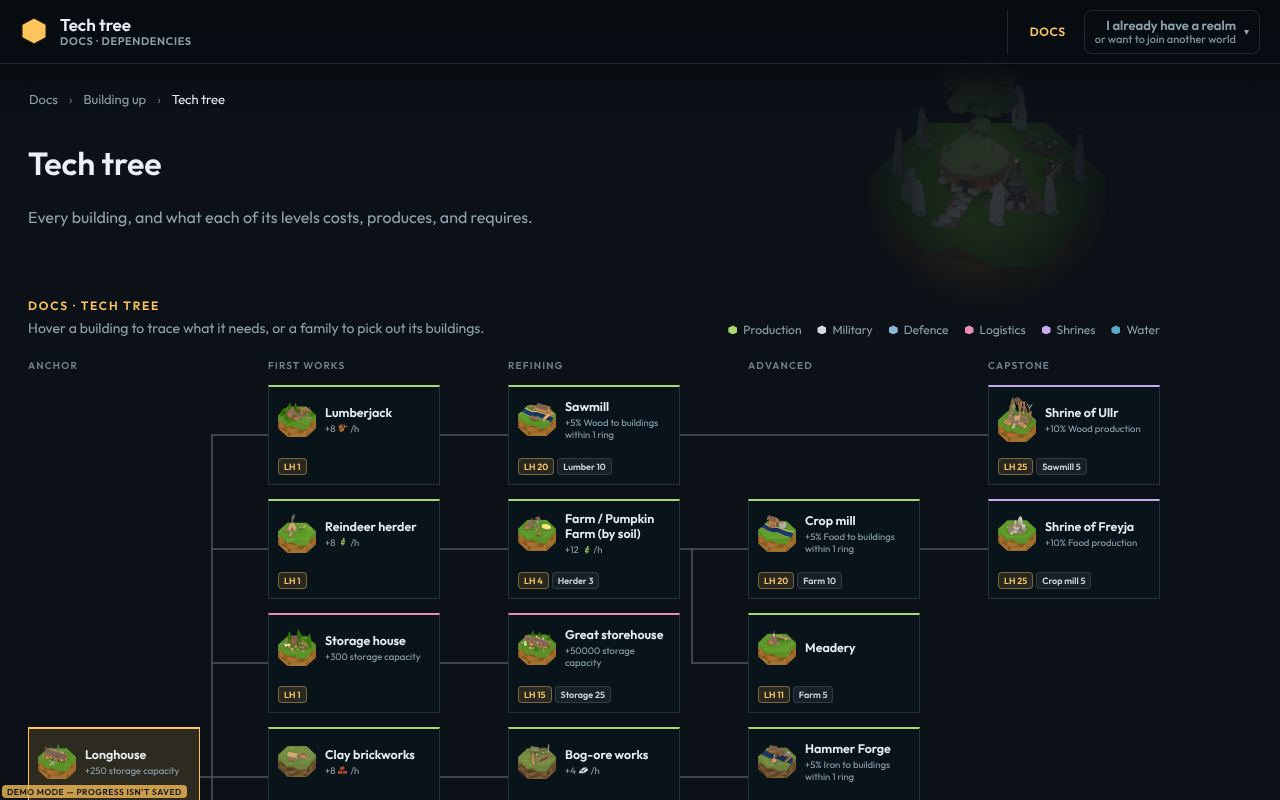 Tech tree
DOCS · DEPENDENCIES
DOCS
I already have a realm
or want to join another world
Docs › Building up › Tech tree
Tech tree
Every building, and what each of its levels costs, produces, and requires.
DOCS · TECH TREE
Hover a building to trace what it needs, or a family to pick out its buildings.
Production Military Defence Logistics Shrines Water
ANCHOR FIRST WORKS REFINING ADVANCED CAPSTONE
Lumberjack
+8 /h
LH 1
Sawmill
+5% Wood to buildings
within 1 ring
LH 20 Lumber 10
Shrine of Ullr
+10% Wood production
LH 25 Sawmill 5
Reindeer herder
+8 /h
LH 1
Farm / Pumpkin
Farm (by soil)
+12 /h
LH 4 Herder 3
Crop mill
+5% Food to buildings
within 1 ring
LH 20 Farm 10
Shrine of Freyja
+10% Food production
LH 25 Crop mill 5
Storage house
+300 storage capacity
LH 1
Great storehouse
+50000 storage
capacity
LH 15 Storage 25
Meadery
LH 11 Farm 5
Longhouse
+250 storage capacity
Clay brickworks
+8 /h
Bog-ore works
+4 /h
Hammer Forge
+5% Iron to buildings
within 1 ring
DEMO MODE — PROGRESS ISN'T SAVED